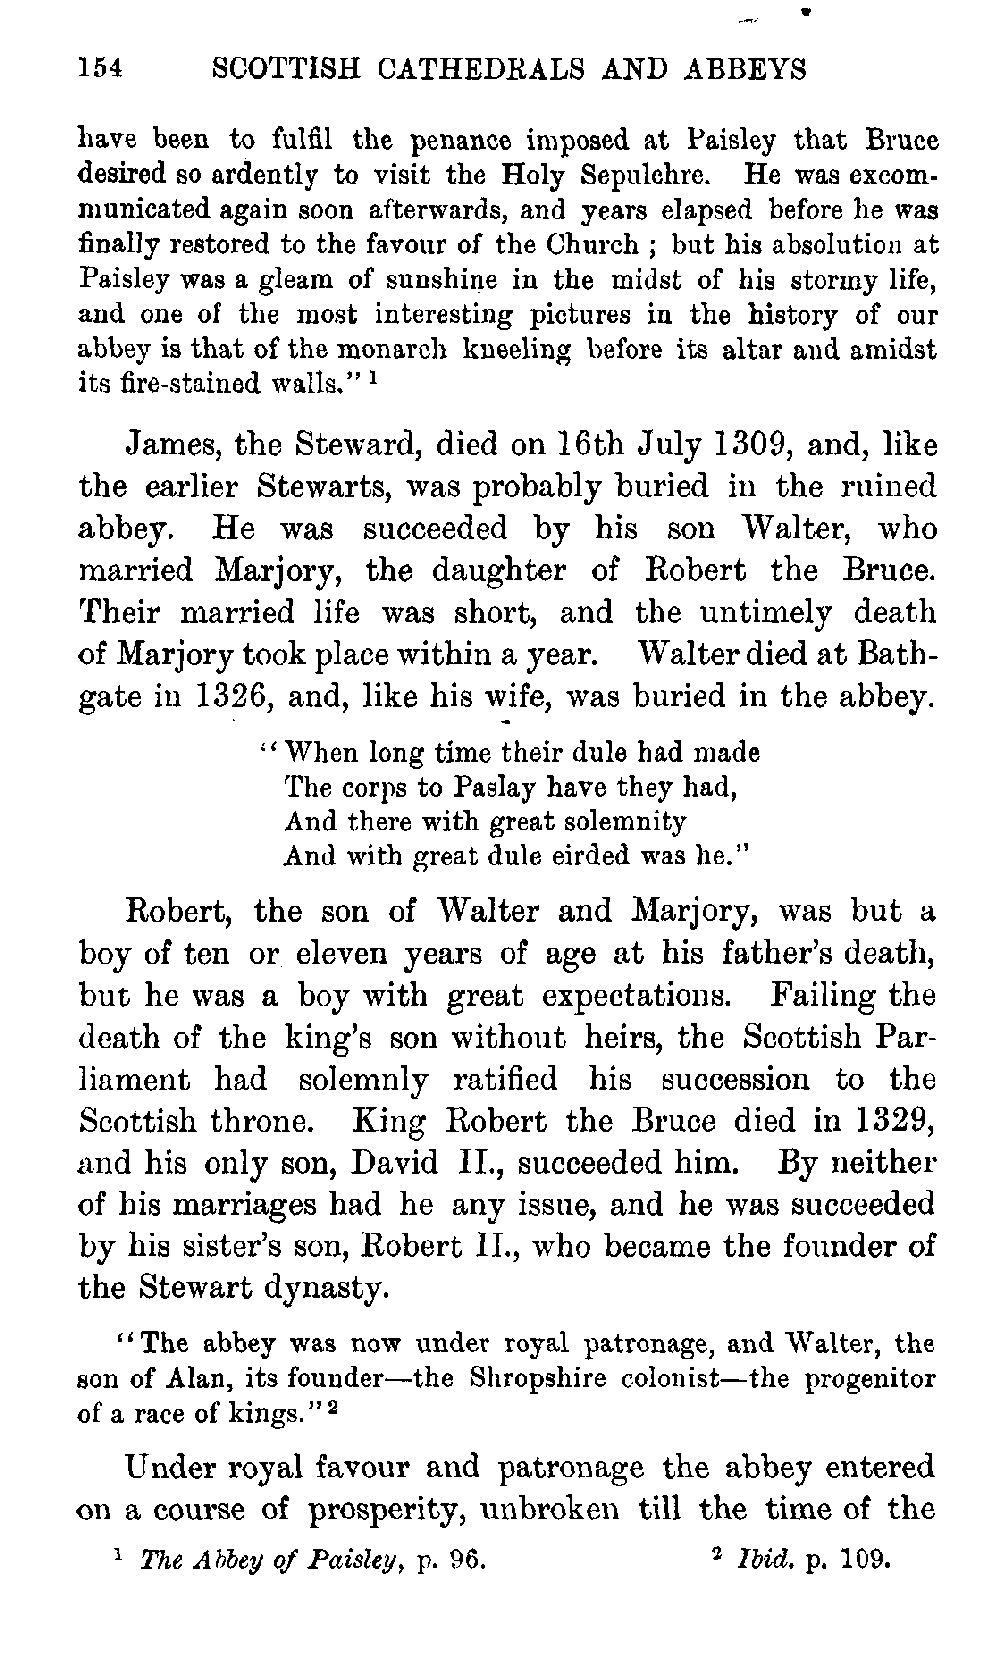 154 SCOTTISH CATHEDRALS AND ABBEYS
have been to fulfil the penance imposed at Paisley that Bruce
desired so ardently to visit the Holy Sepulchre. He was excom-
municated again soon afterwards, and years elapsed before he was
finally restored to the favour of the Church ; but his absolution at
Paisley was a gleam of sunshine in the midst of his stormy life,
and one of the most interesting pictures in the history of our
abbey is that of the monarch kneeling before its altar and amidst
its fire-stained walls." 1
James, the Steward, died on 16th July 1309, and, like
the earlier Stewarts, was probably buried in the ruined
abbey. He was succeeded by his son Walter, who
married Marjory, the daughter of Robert the Bruce.
Their married life was short, and the untimely death
of Marjory took place within a year. Walter died at Bath-
gate in 1326, and, like his wife, was buried in the abbey.
"When long time their dule had made
The corps to Paslay have they had,
And there with great solemnity
And with great dule eirded was he."
Robert, the son of Walter and Marjory, was but a
boy of ten or eleven years of age at his father's death,
but he was a boy with great expectations. Failing the
death of the king's son without heirs, the Scottish Par-
liament had solemnly ratified his succession to the
Scottish throne. King Robert the Bruce died in 1329,
and his only son, David II., succeeded him. By neither
of his marriages had he any issue, and he was succeeded
by his sister's son, Robert II., who became the founder of
the Stewart dynasty.
"The abbey was now under royal patronage, and Walter, the
son of Alan, its founder—the Shropshire colonist—the progenitor
of a race of kings." 2
Under royal favour and patronage the abbey entered
on a course of prosperity, unbroken till the time of the
1 The Abbey of Paisley, p. 96. 2 Ibid. p. 109.